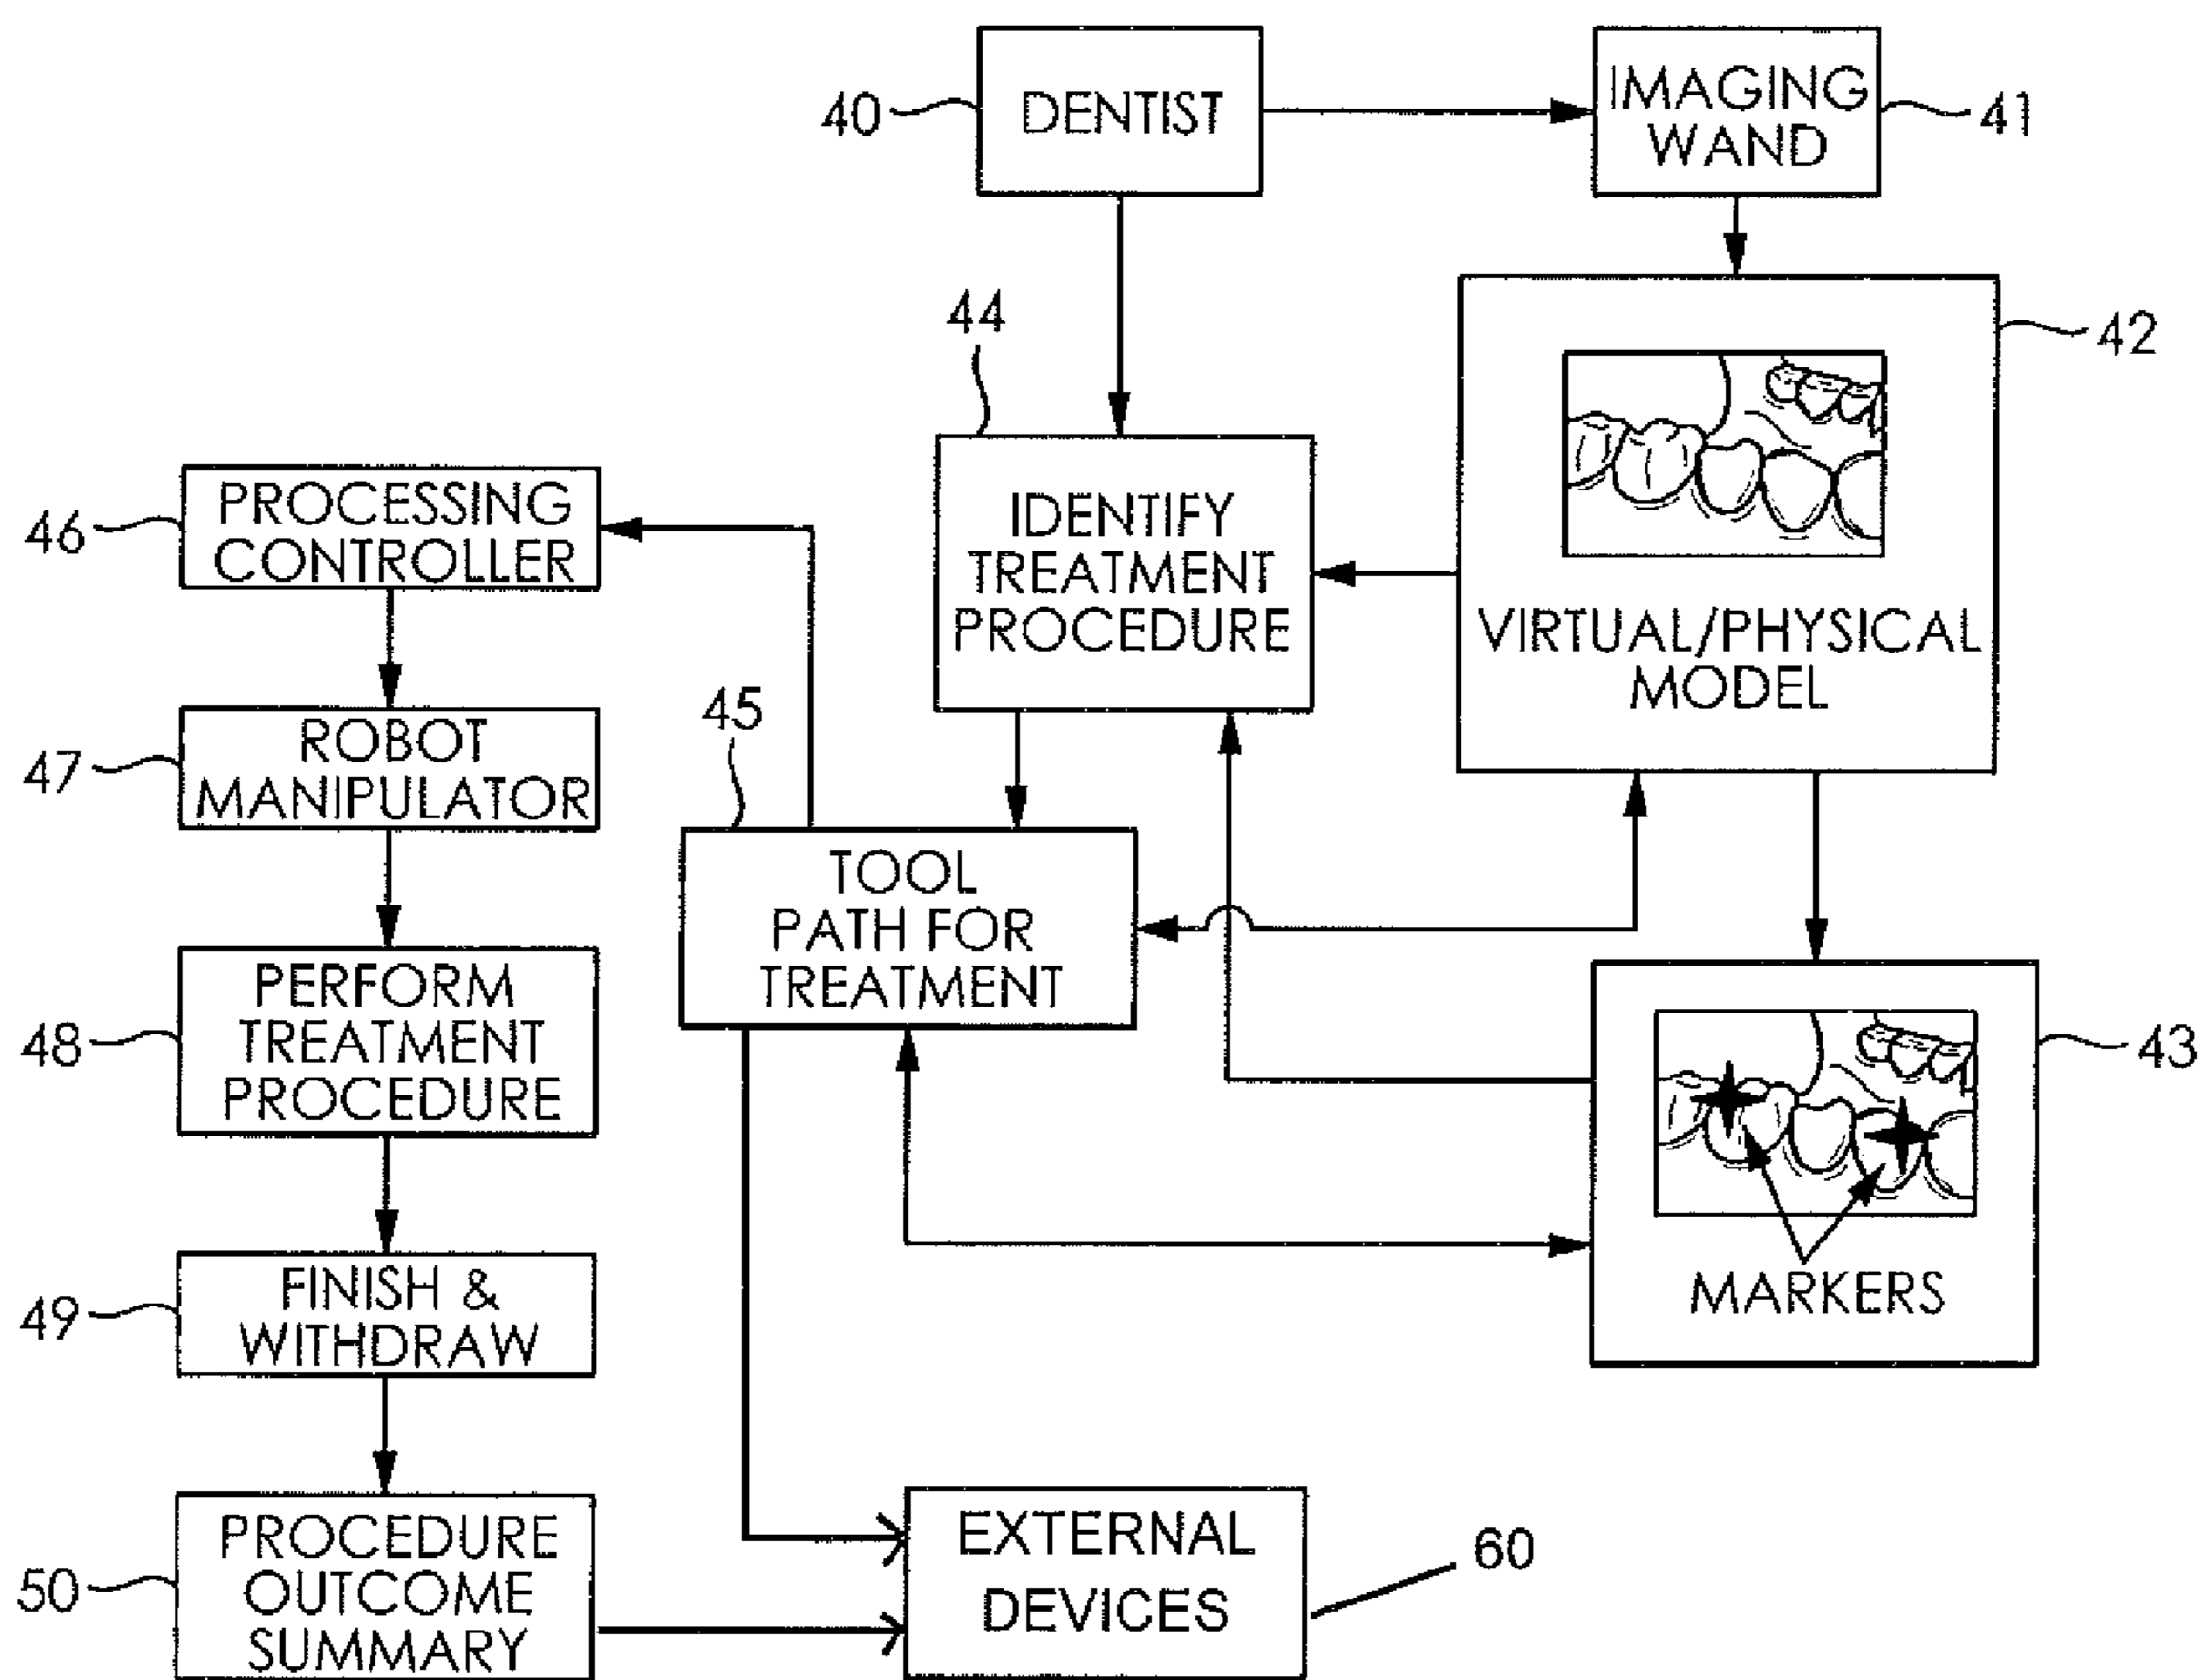 40
DENTIST
IMAGING
WAND
41
44
42
VIRTUAL/PHYSICAL
MODEL
IDENTIFY
TREATMENT
PROCEDURE
46
PROCESSING
CONTROLLER
45
47
ROBOT
MANIPULATOR
TOOL
PATH FOR
TREATMENT
48
PERFORM
TREATMENT
PROCEDURE
43
MARKERS
49
FINISH &
WITHDRAW
50
PROCEDURE
OUTCOME
SUMMARY
EXTERNAL
DEVICES
60